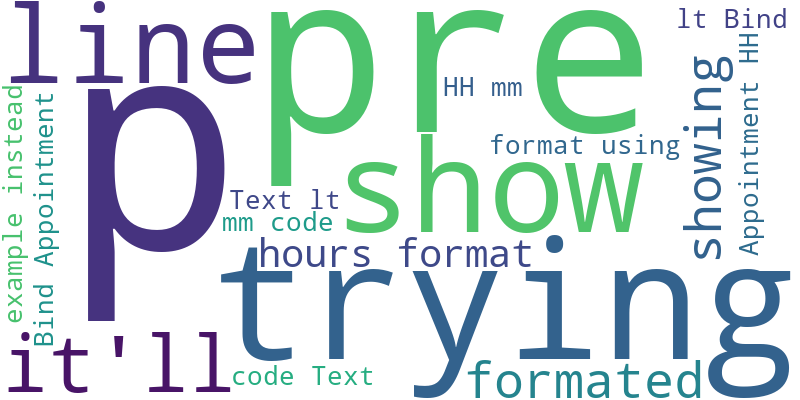 line
pre
lt Bind
p
HH mm
showing
Appointment HH
example instead
Bind Appointment
show
format using
Text lt
mm code
hours format
trying
it'll
code Text
formated